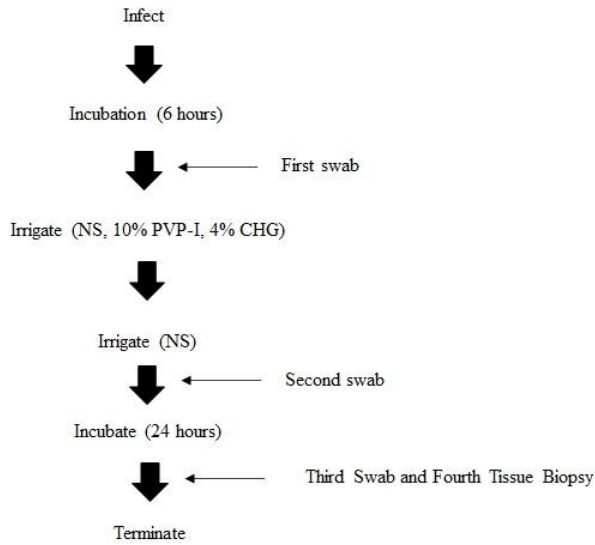 Infect
Incubation (6 hours)
First swab
Irrigate (NS, 10% PVP-I, 4% CHG)
Irrigate (NS)
Second swab
Incubate (24 hours)
Third Swab and Fourth Tissue Biopsy
Terminate